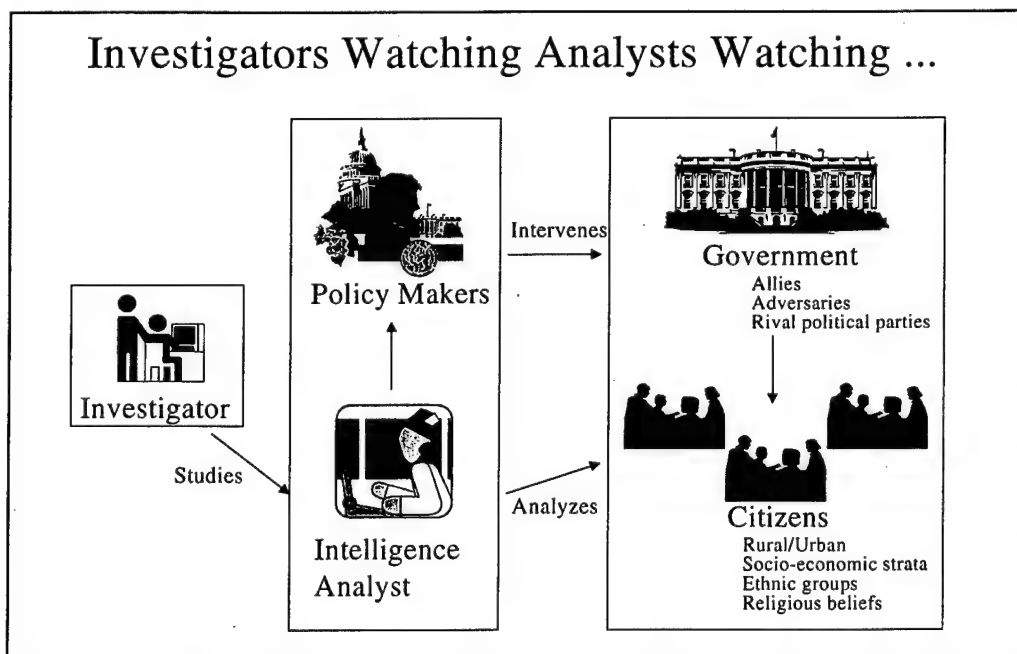 Investigators Watching Analysts Watching ...
Investigator
Studies
Policy Makers
Intelligence
Analyst
Intervenes
Analyzes
Government
Allies
Adversaries
Rival political parties
Citizens
Rural/Urban
Socio-economic strata
Ethnic groups
Religious beliefs